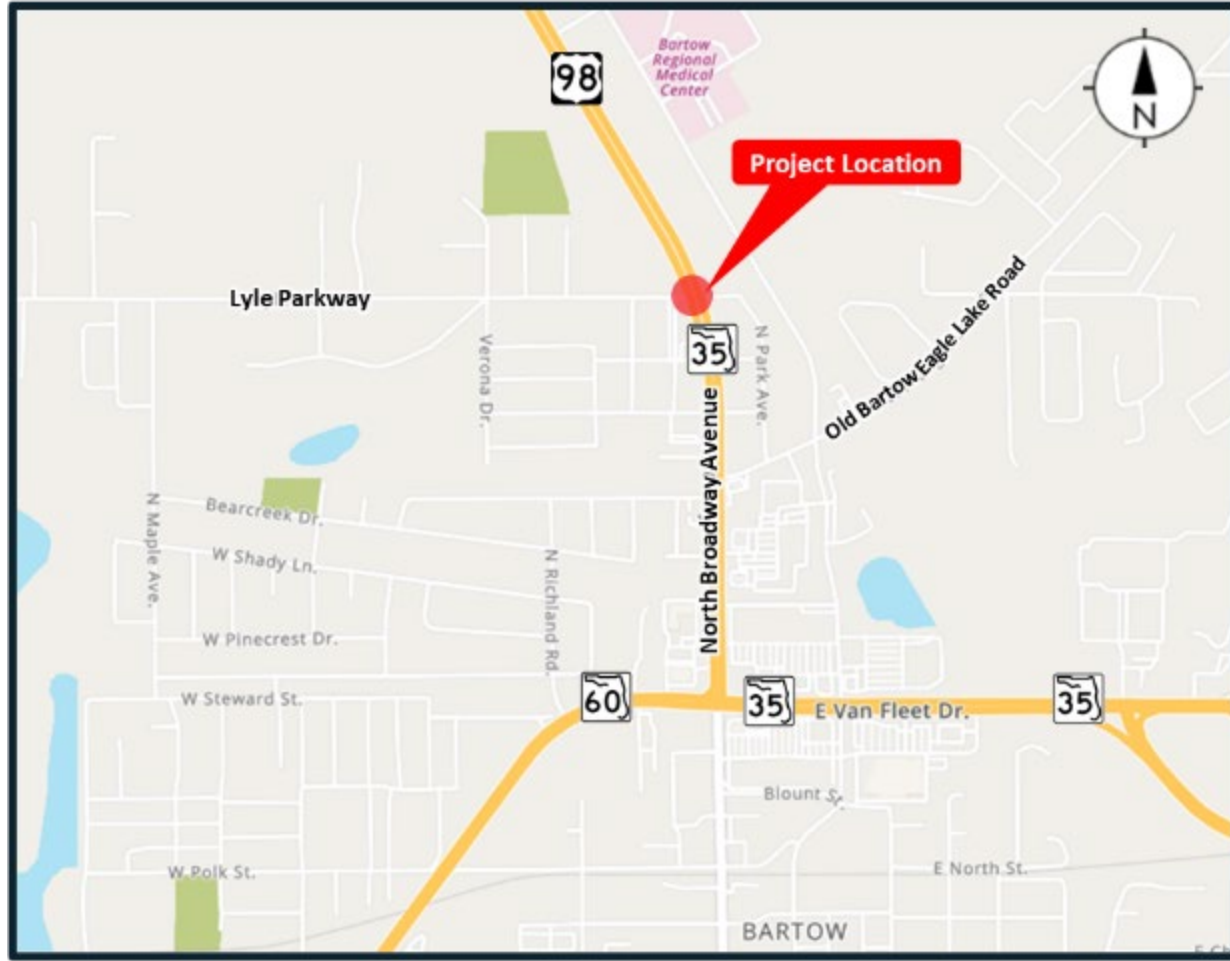 Bartow
Regional
Medical
Center
98
N
Project Location
Lyle Parkway
35
Verona Dr.
N Park Ave.
Old Bartow Eagle Lake Road
North Broadway Avenue
N Maple Ave.
Bearcreek Dr.
W Shady Ln.
N Richland Rd.
W Pinecrest Dr.
W Steward St.
60
35
E Van Fleet Dr.
35
Blount St.
W Polk St.
E North St.
BARTOW